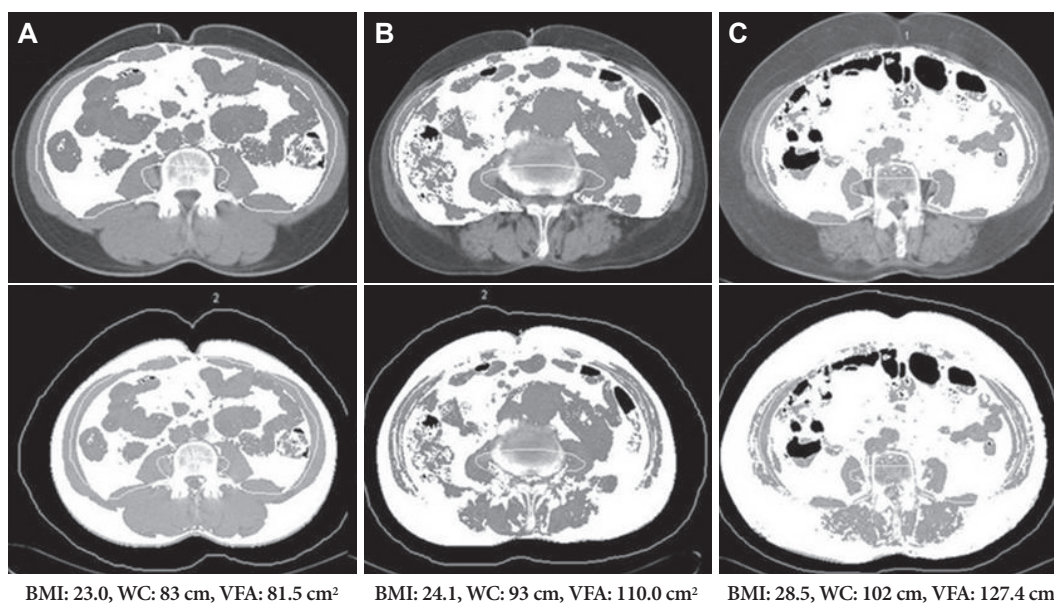 A
B
C
1
1
1
2
2
BMI: 23.0, WC: 83 cm, VFA: 81.5 cm²
BMI: 24.1, WC: 93 cm, VFA: 110.0 cm²
BMI: 28.5, WC: 102 cm, VFA: 127.4 cm